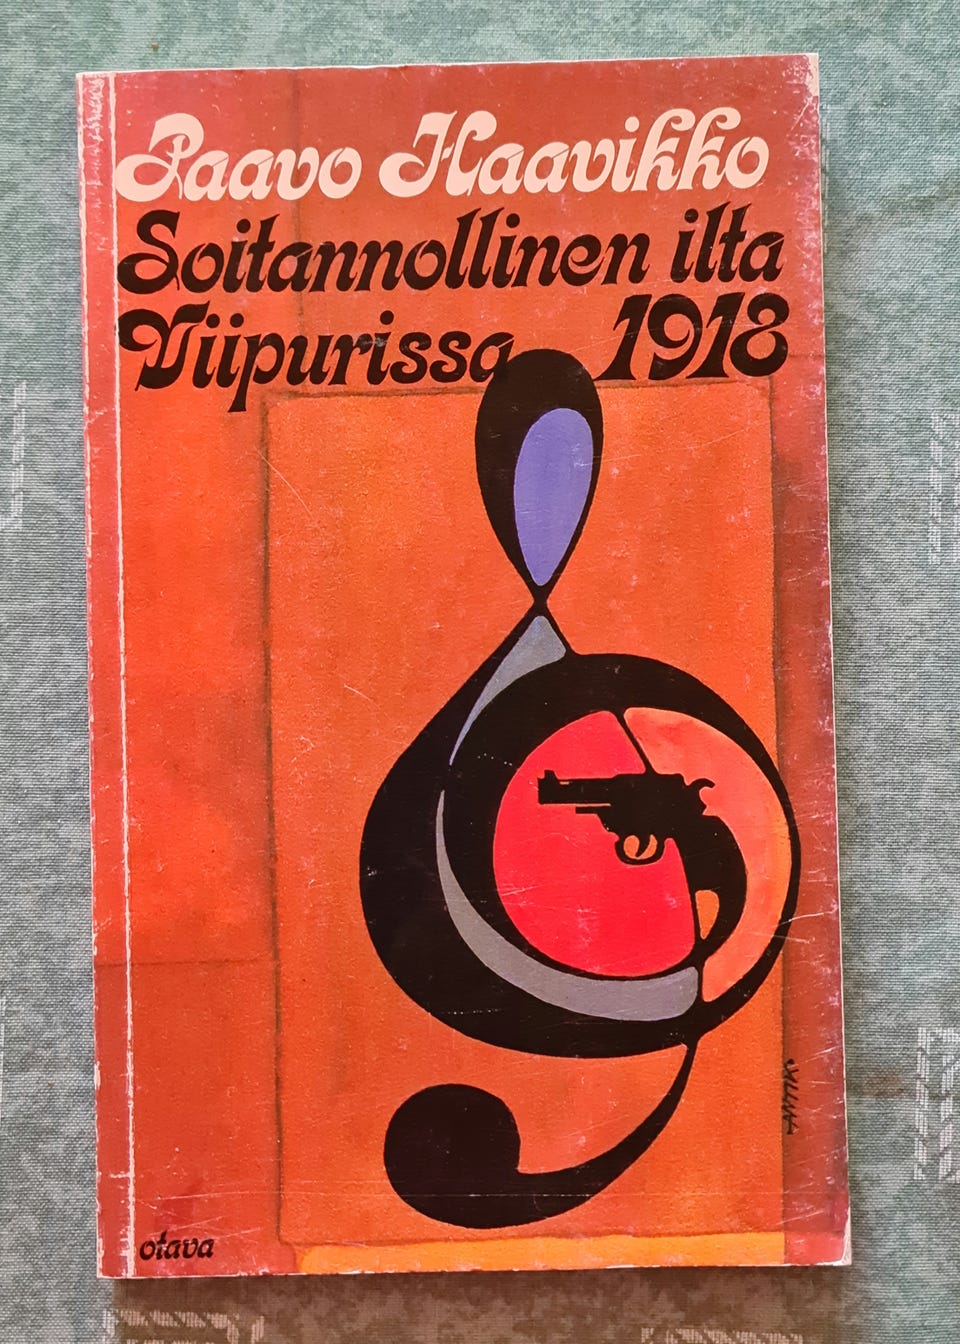 Paavo Haavikko
Soitannollinen ilta
Viipurissa 1918
otava